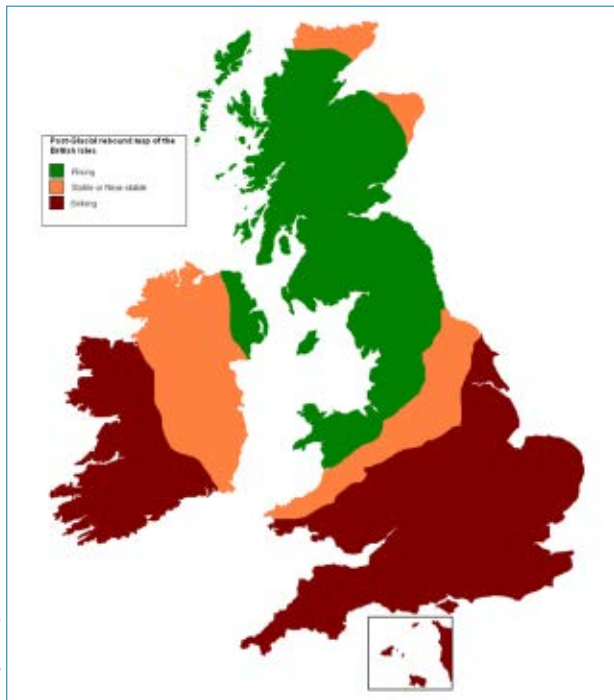 Post-Glacial rebound map of the
British Isles
Rising
Stable or Near-stable
Sinking